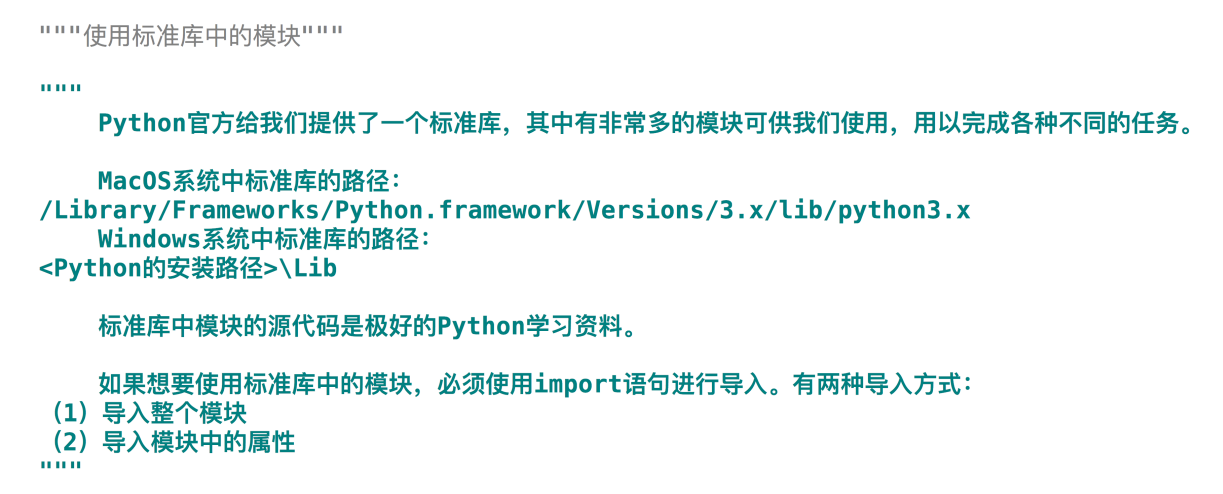 """使用标准库中的模块"""
"""
Python官方给我们提供了一个标准库，其中有非常多的模块可供我们使用，用以完成各种不同的任务。
MacOS系统中标准库的路径：
/Library/Frameworks/Python.framework/Versions/3.x/lib/python3.x
Windows系统中标准库的路径：
<Python的安装路径>\Lib
标准库中模块的源代码是极好的Python学习资料。
如果想要使用标准库中的模块，必须使用import语句进行导入。有两种导入方式：
（1）导入整个模块
（2）导入模块中的属性
"""